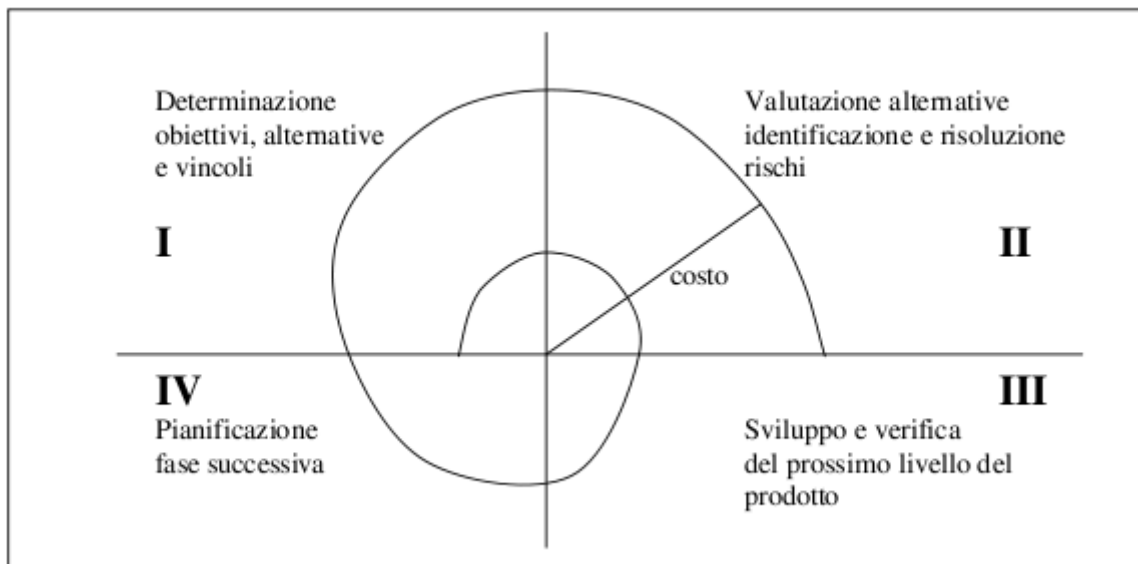 Determinazione
obiettivi, alternative
e vincoli
I
Valutazione alternative
identificazione e risoluzione
rischi
II
costo
IV
Pianificazione
fase successiva
III
Sviluppo e verifica
del prossimo livello del
prodotto